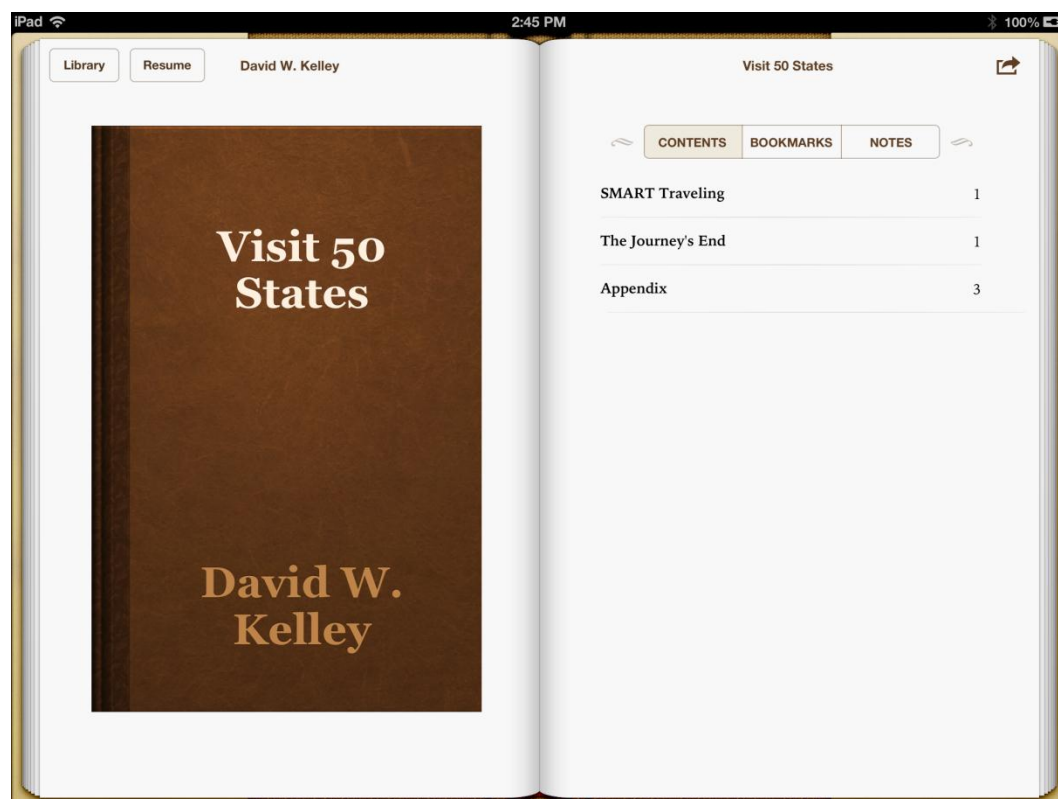 iPad 2:45 PM 100%
Library Resume David W. Kelley
Visit 50 States
Visit 50
States
David W.
Kelley
CONTENTS BOOKMARKS NOTES
SMART Traveling 1
The Journey's End 1
Appendix 3